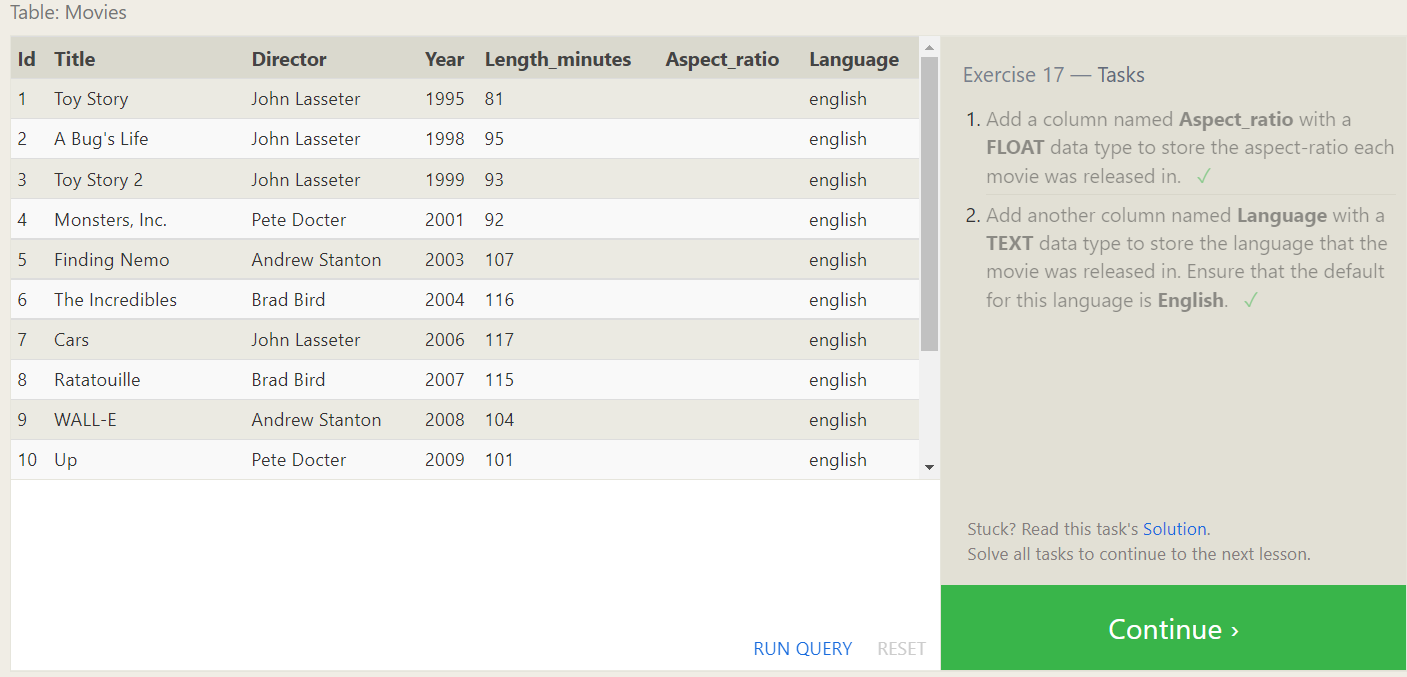 Table: Movies
Id Title Director Year Length_minutes Aspect_ratio Language
1 Toy Story John Lasseter 1995 81 english
2 A Bug's Life John Lasseter 1998 95 english
3 Toy Story 2 John Lasseter 1999 93 english
4 Monsters, Inc. Pete Docter 2001 92 english
5 Finding Nemo Andrew Stanton 2003 107 english
6 The Incredibles Brad Bird 2004 116 english
7 Cars John Lasseter 2006 117 english
8 Ratatouille Brad Bird 2007 115 english
9 WALL-E Andrew Stanton 2008 104 english
10 Up Pete Docter 2009 101 english
RUN QUERY RESET
Exercise 17 — Tasks
1. Add a column named Aspect_ratio with a
FLOAT data type to store the aspect-ratio each
movie was released in. ✓
2. Add another column named Language with a
TEXT data type to store the language that the
movie was released in. Ensure that the default
for this language is English. ✓
Stuck? Read this task's Solution.
Solve all tasks to continue to the next lesson.
Continue ›